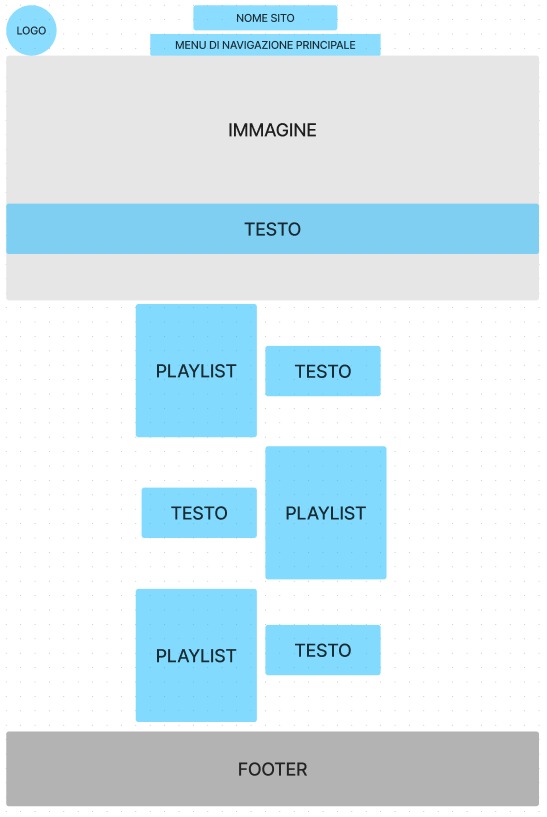 LOGO
NOME SITO
MENU DI NAVIGAZIONE PRINCIPALE
IMMAGINE
TESTO
PLAYLIST
TESTO
TESTO
PLAYLIST
PLAYLIST
TESTO
FOOTER